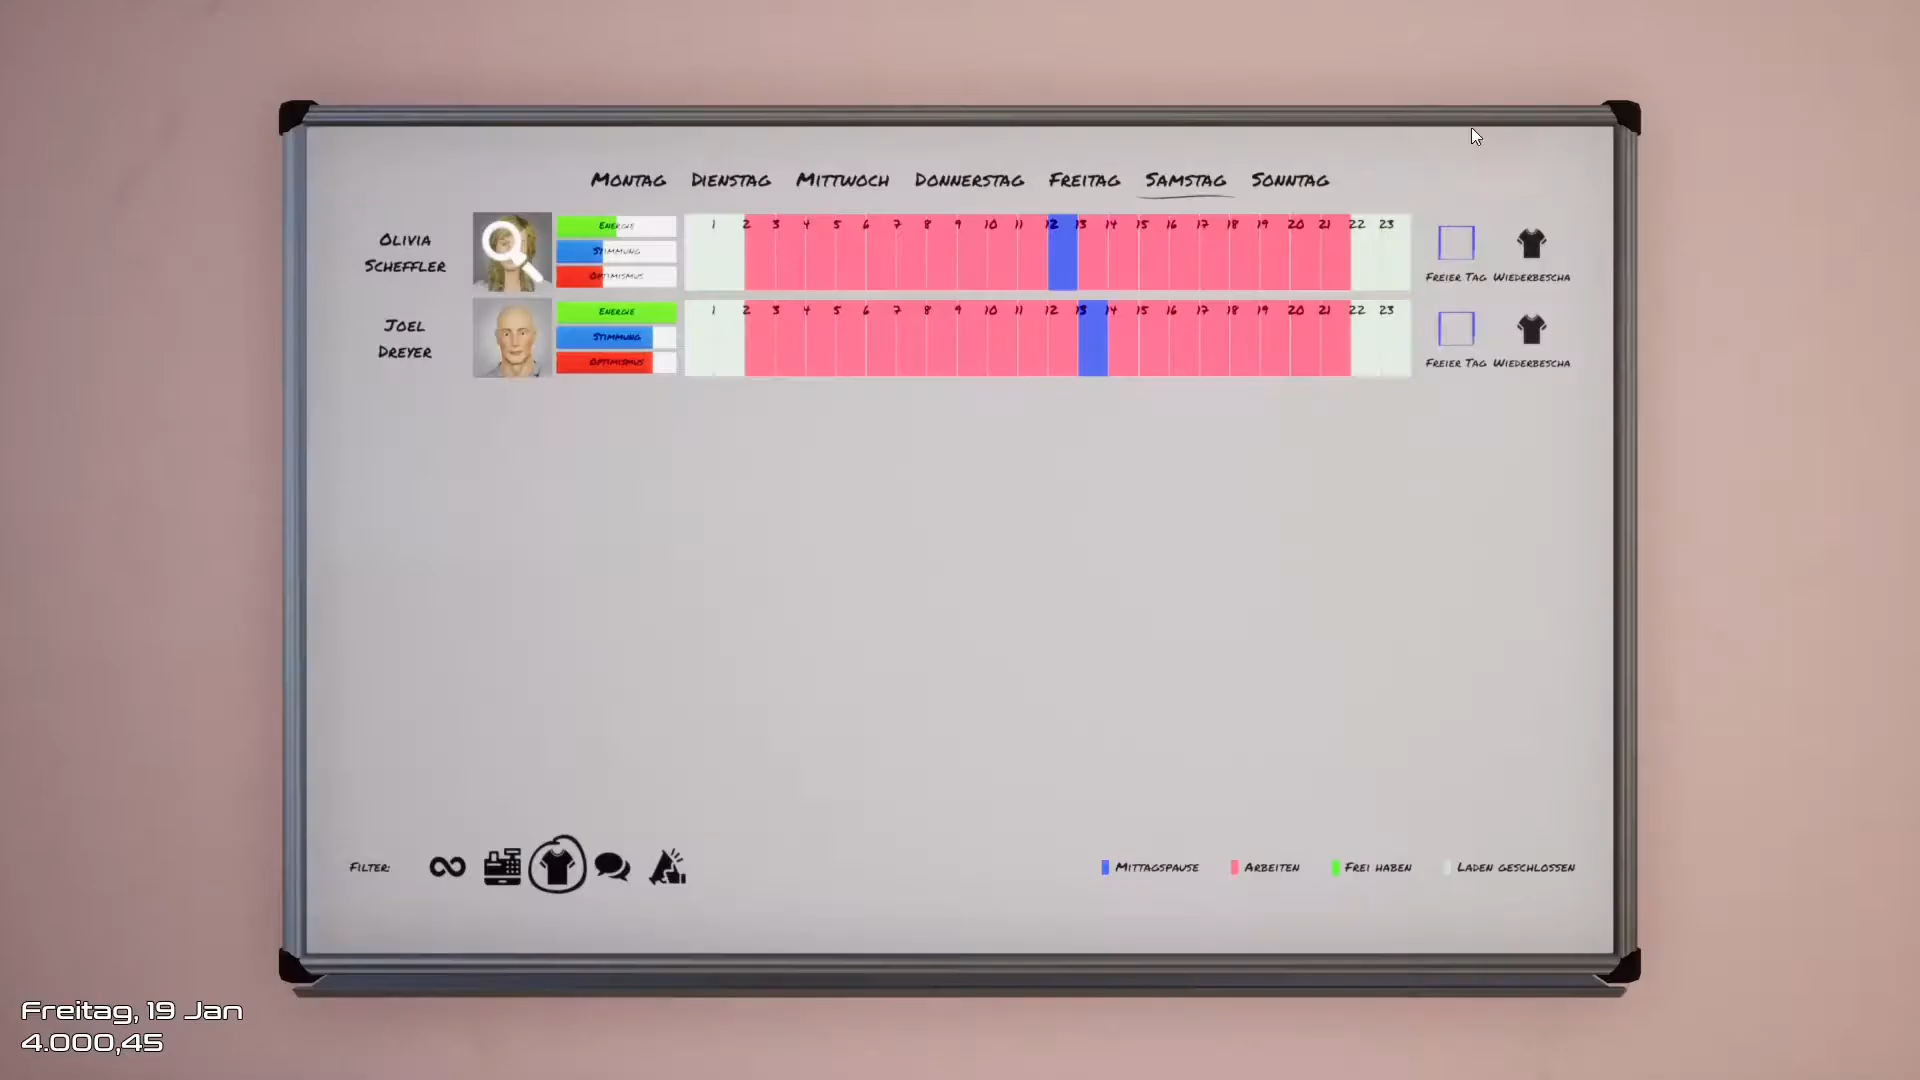 Montag Dienstag Mittwoch Donnerstag Freitag Samstag Sonntag
Olivia
Scheffler
Energie
Stimmung
Optimismus
1 2 3 4 5 6 7 8 9 10 11 12 13 14 15 16 17 18 19 20 21 22 23
Freier Tag Wiederbescha
Joel
Dreyer
Energie
Stimmung
Optimismus
1 2 3 4 5 6 7 8 9 10 11 12 13 14 15 16 17 18 19 20 21 22 23
Freier Tag Wiederbescha
Filter:
Mittagspause Arbeiten Frei haben Laden geschlossen
Freitag, 19 Jan
4.000,45